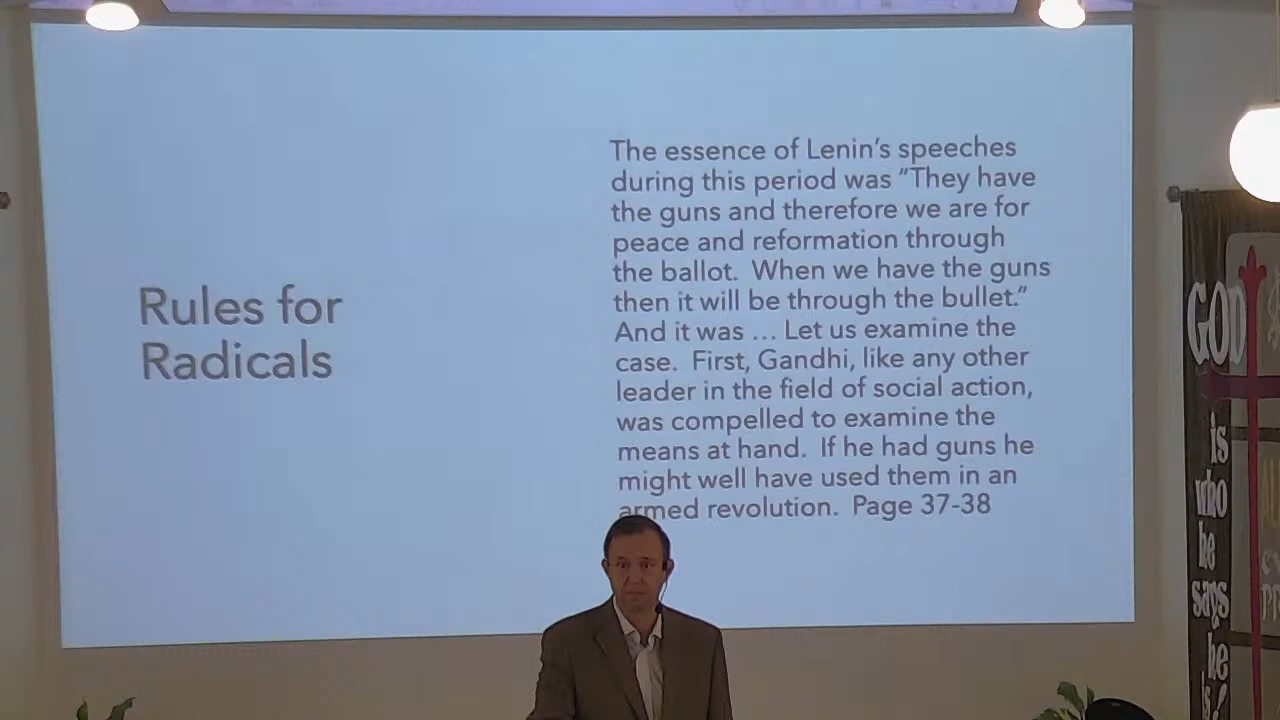 Rules for
Radicals
The essence of Lenin's speeches
during this period was "They have
the guns and therefore we are for
peace and reformation through
the ballot. When we have the guns
then it will be through the bullet."
And it was ... Let us examine the
case. First, Gandhi, like any other
leader in the field of social action,
was compelled to examine the
means at hand. If he had guns he
might well have used them in an
armed revolution. Page 37-38
GOD
is
who
he
says
he
is!